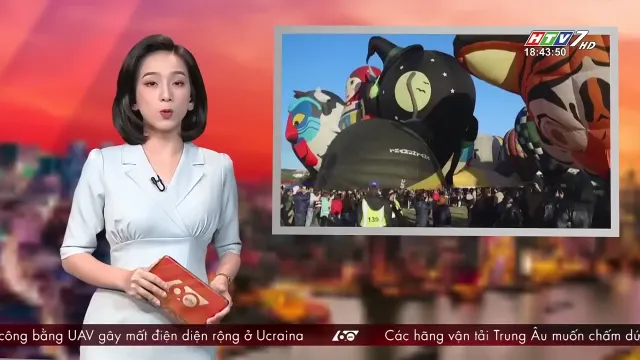 HTV7 HD
18:43:50
công bằng UAV gây mất điện diện rộng ở Ucraina 60 Các hãng vận tải Trung Âu muốn chấm dứ